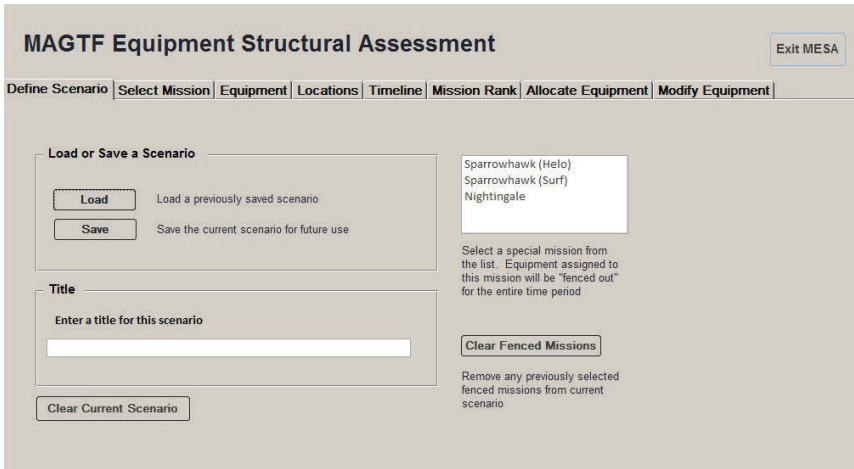 MAGTF Equipment Structural Assessment
Exit MESA
Define Scenario Select Mission Equipment Locations Timeline Mission Rank Allocate Equipment Modify Equipment
Load or Save a Scenario
Load Load a previously saved scenario
Save Save the current scenario for future use
Title
Enter a title for this scenario
Clear Current Scenario
Sparrowhawk (Helo)
Sparrowhawk (Surf)
Nightingale
Select a special mission from
the list. Equipment assigned to
this mission will be "fenced out"
for the entire time period
Clear Fenced Missions
Remove any previously selected
fenced missions from current
scenario